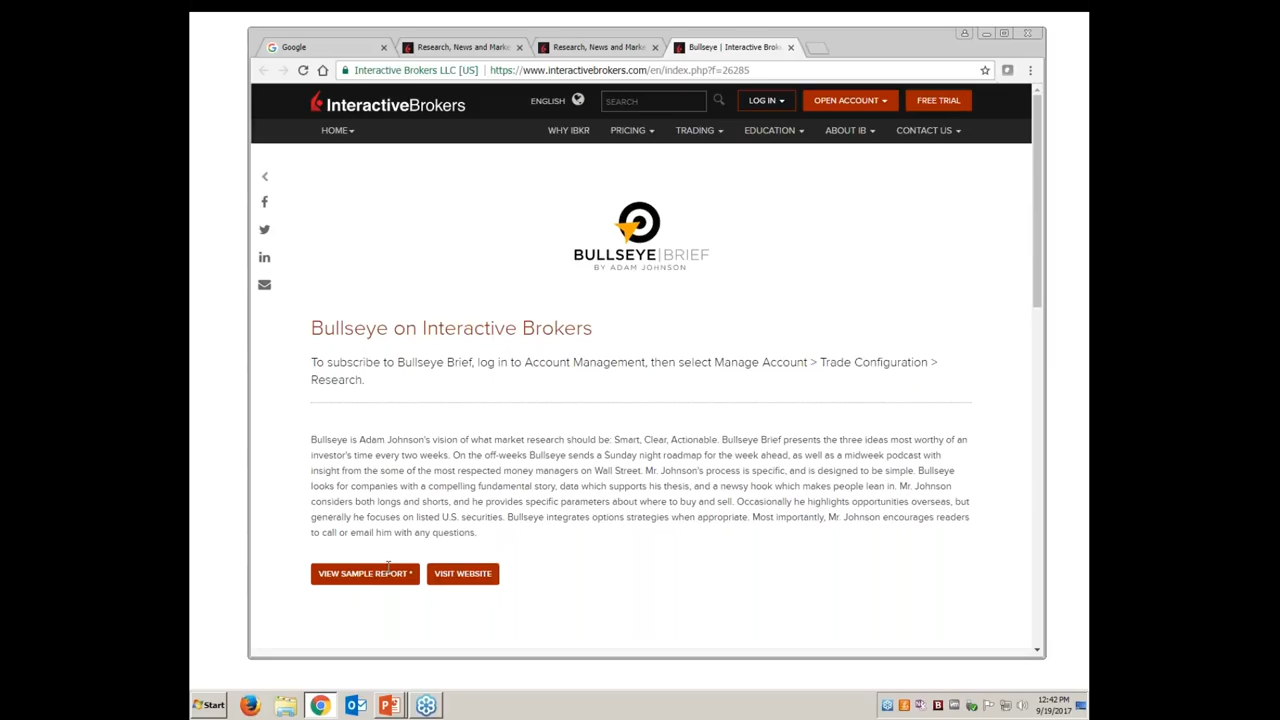 Google
Research, News and Marke
Research, News and Marke
Bullseye | Interactive Brok
Interactive Brokers LLC [US] https://www.interactivebrokers.com/en/index.php?f=26285
InteractiveBrokers
ENGLISH
SEARCH
LOG IN
OPEN ACCOUNT
FREE TRIAL
HOME
WHY IBKR
PRICING
TRADING
EDUCATION
ABOUT IB
CONTACT US
BULLSEYE|BRIEF
BY ADAM JOHNSON
Bullseye on Interactive Brokers
To subscribe to Bullseye Brief, log in to Account Management, then select Manage Account > Trade Configuration >
Research.
Bullseye is Adam Johnson's vision of what market research should be: Smart, Clear, Actionable. Bullseye Brief presents the three ideas most worthy of an
investor's time every two weeks. On the off-weeks Bullseye sends a Sunday night roadmap for the week ahead, as well as a midweek podcast with
insight from the some of the most respected money managers on Wall Street. Mr. Johnson's process is specific, and is designed to be simple. Bullseye
looks for companies with a compelling fundamental story, data which supports his thesis, and a newsy hook which makes people lean in. Mr. Johnson
considers both longs and shorts, and he provides specific parameters about where to buy and sell. Occasionally he highlights opportunities overseas, but
generally he focuses on listed U.S. securities. Bullseye integrates options strategies when appropriate. Most importantly, Mr. Johnson encourages readers
to call or email him with any questions.
VIEW SAMPLE REPORT *
VISIT WEBSITE
Start
12:42 PM
9/19/2017